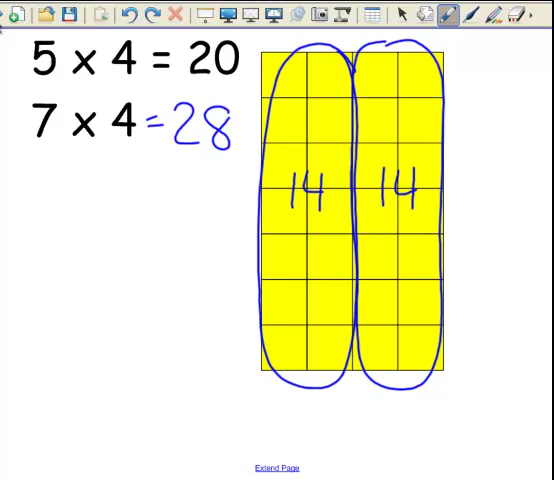 5 x 4 = 20
7 x 4 = 28
14 14
Extend Page